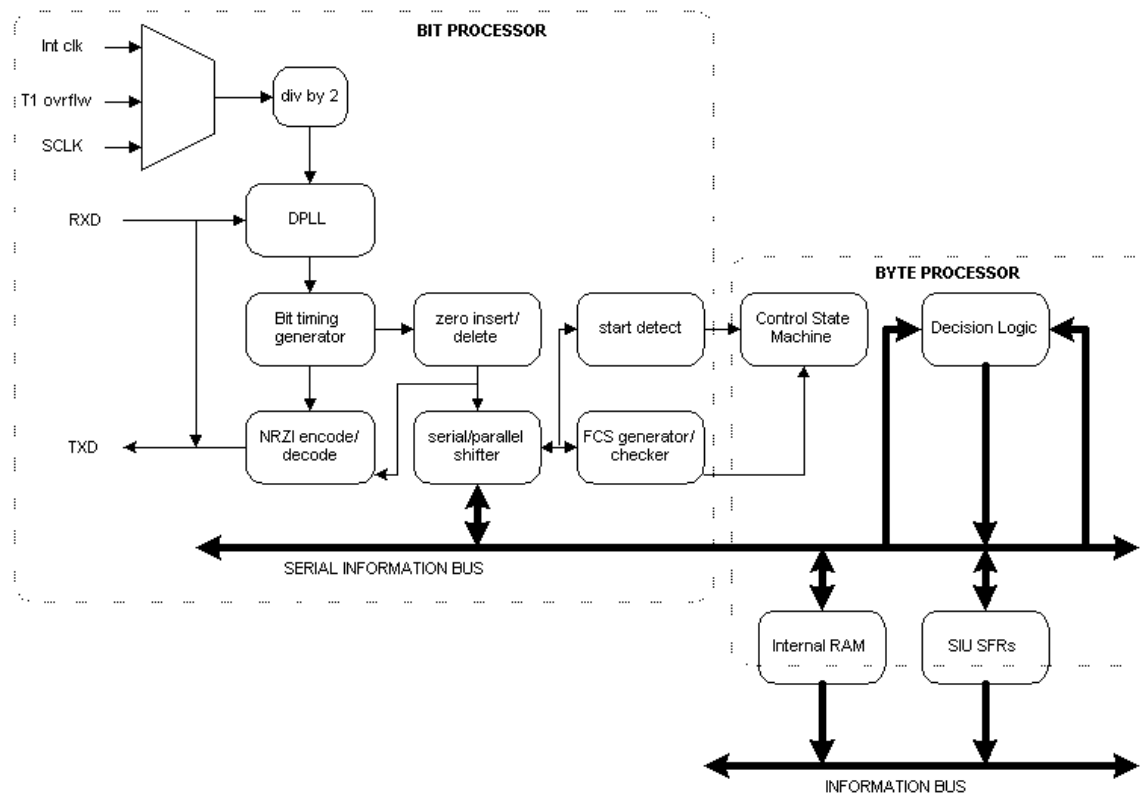 BIT PROCESSOR
Int clk
T1 ovrflw
SCLK
div by 2
RXD
DPLL
BYTE PROCESSOR
Bit timing
generator
zero insert/
delete
start detect
Control State
Machine
Decision Logic
TXD
NRZI encode/
decode
serial/parallel
shifter
FCS generator/
checker
SERIAL INFORMATION BUS
Internal RAM
SIU SFRs
INFORMATION BUS